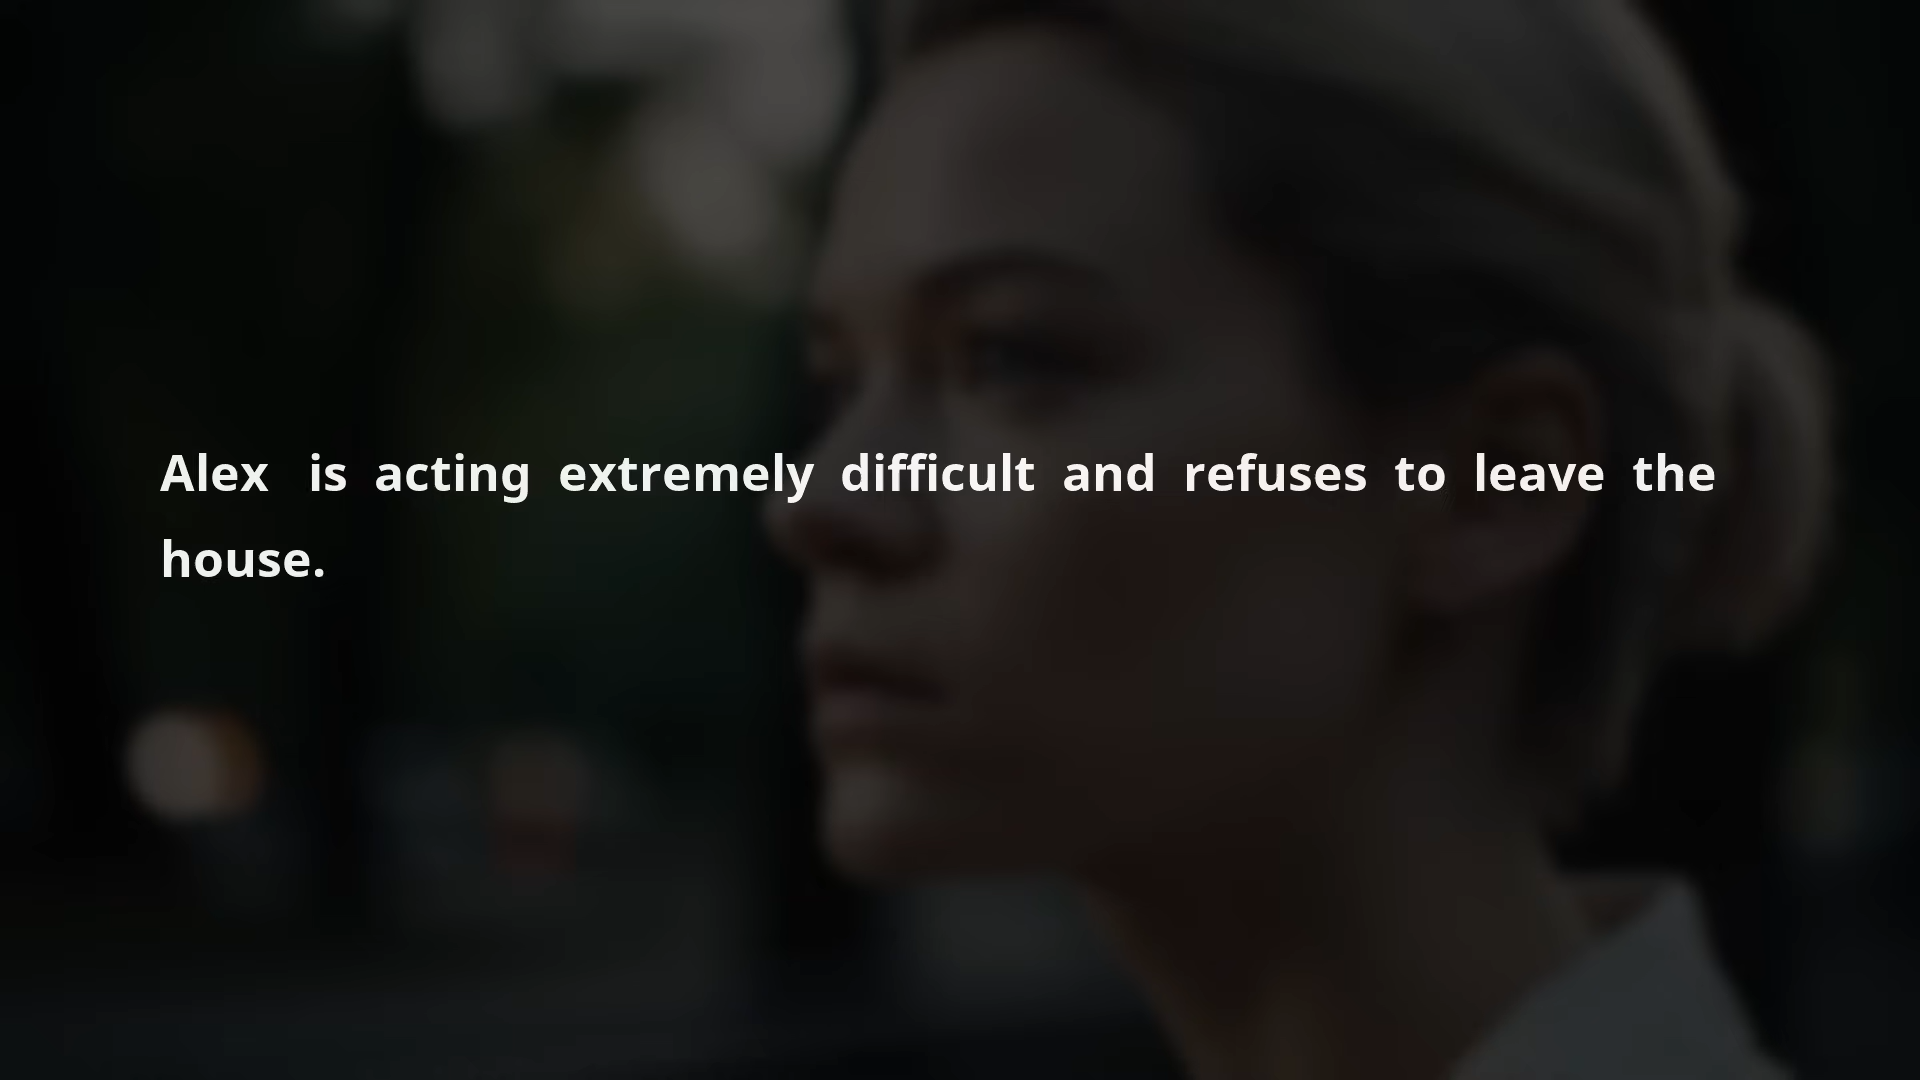 Alex is acting extremely difficult and refuses to leave the
house.